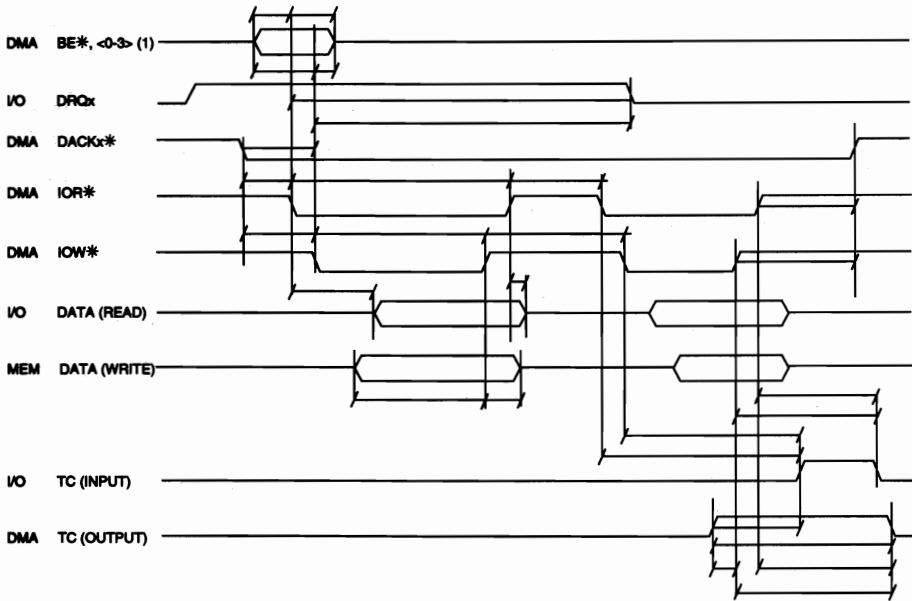 DMA BE*, <0-3> (1)
I/O DRQx
DMA DACKx*
DMA IOR*
DMA IOW*
I/O DATA (READ)
MEM DATA (WRITE)
I/O TC (INPUT)
DMA TC (OUTPUT)